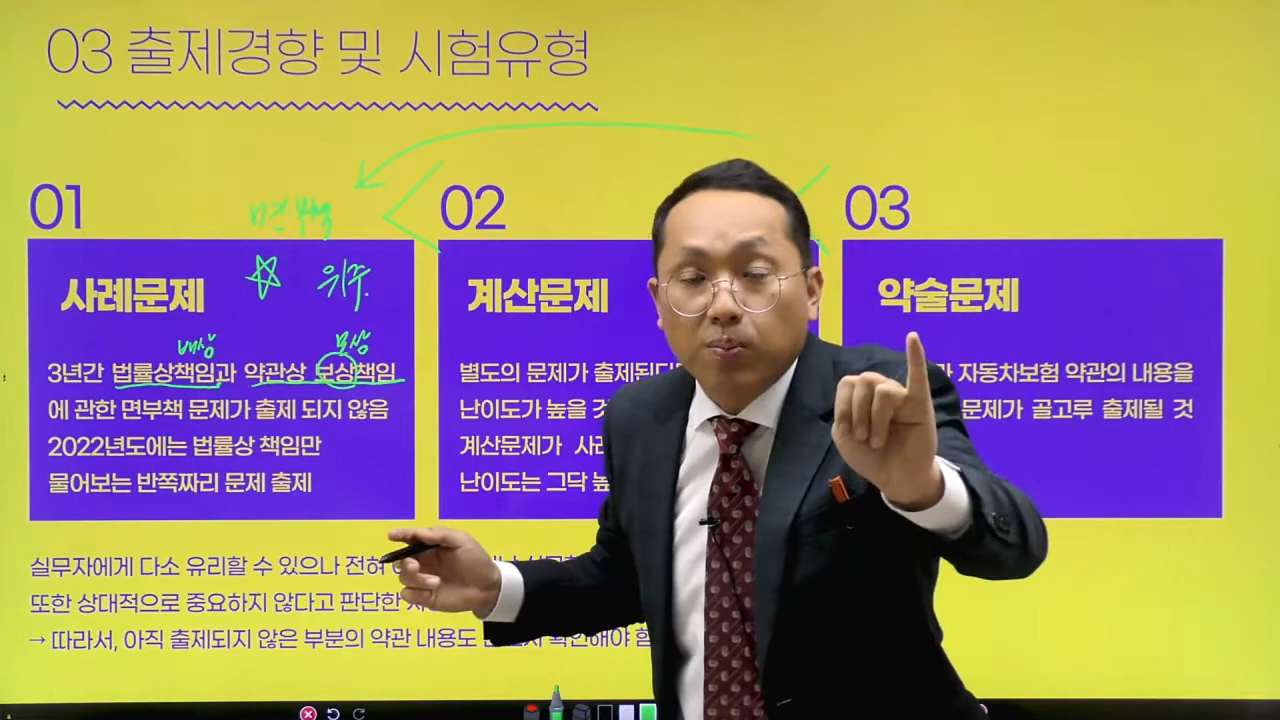 03 출제경향 및 시험유형
01
면부책
위주.
사례문제
배상
보상
3년간 법률상책임과 약관상 보상책임
에 관한 면부책 문제가 출제 되지 않음
2022년도에는 법률상 책임만
물어보는 반쪽짜리 문제 출제
02
계산문제
별도의 문제가
난이도가 높을
계산문제가
난이도는 그닥
03
약술문제
자동차보험 약관의 내용을
문제가 골고루 출제될 것
실무자에게 다소 유리할 수 있으나 전혀
또한 상대적으로 중요하지 않다고 판단한
→ 따라서, 아직 출제되지 않은 부분의 약관 내용도